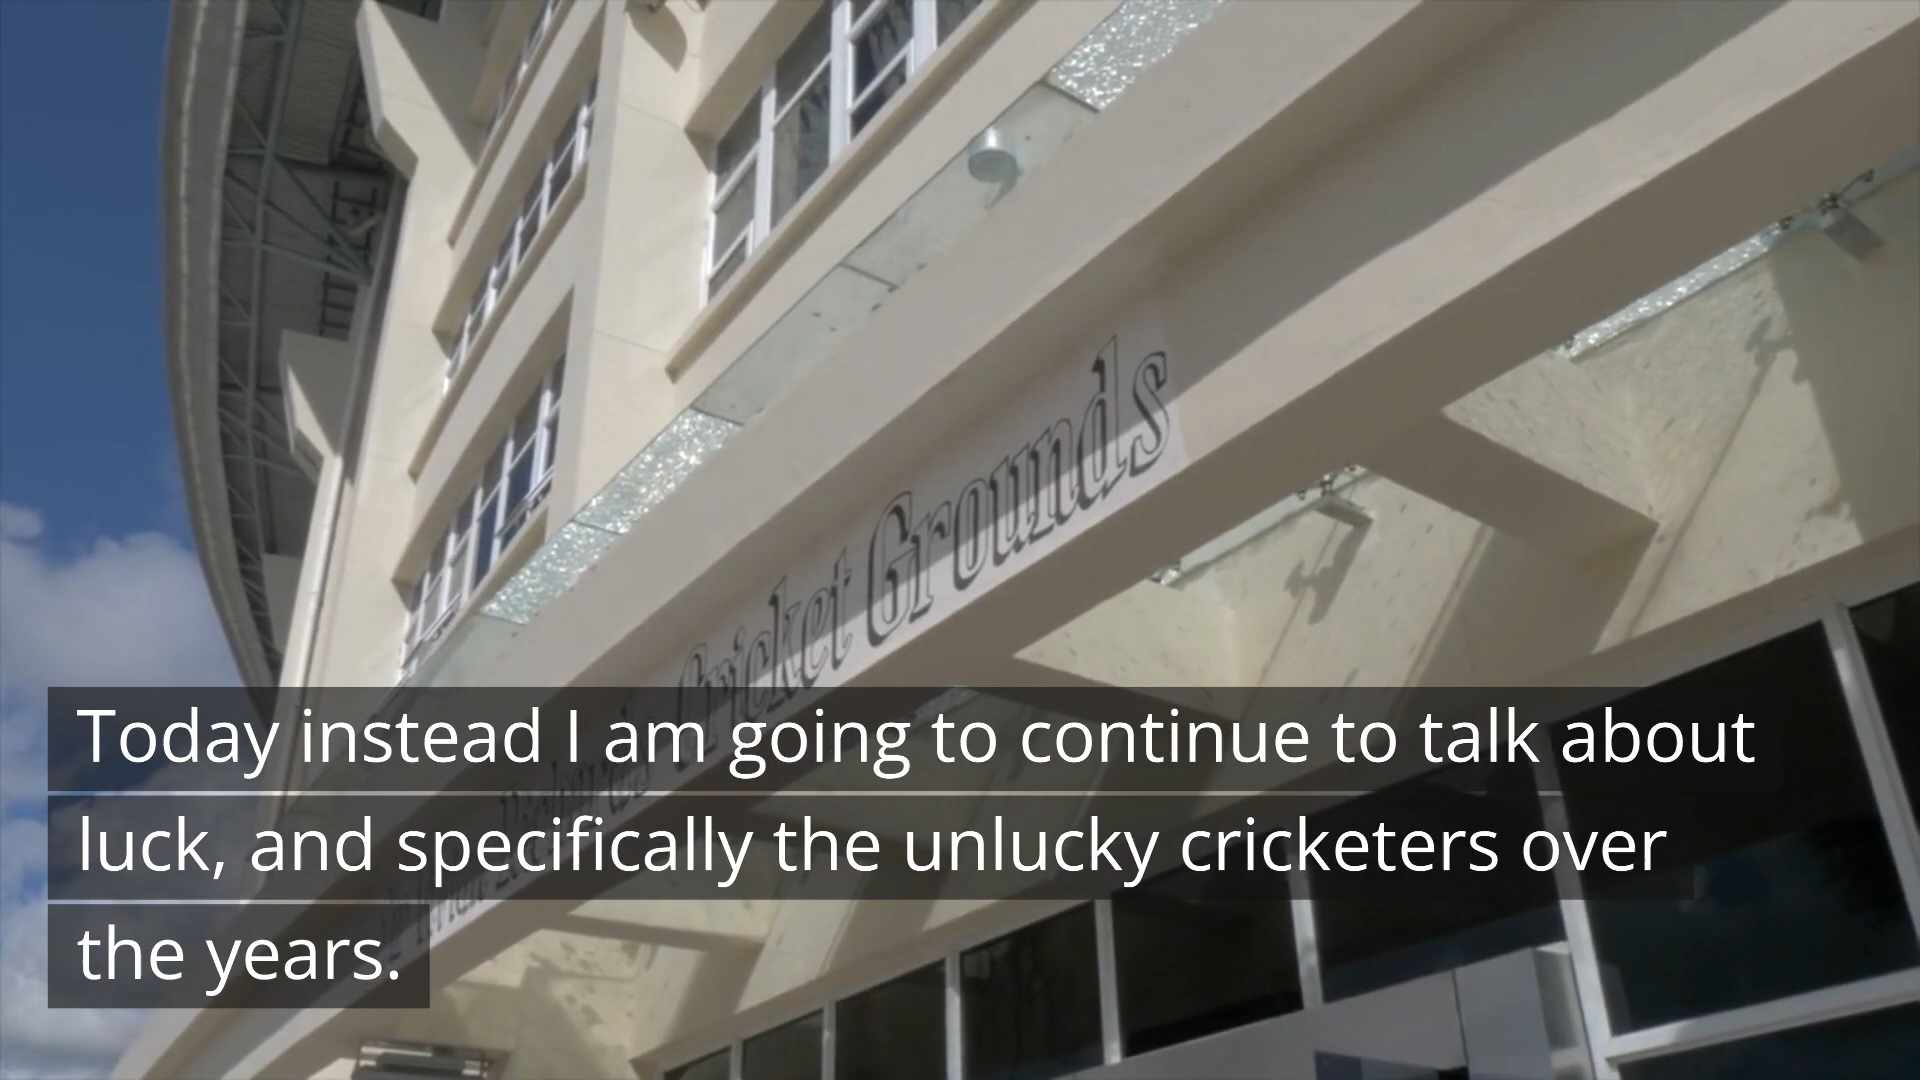 Cricket Grounds
Today instead I am going to continue to talk about
luck, and specifically the unlucky cricketers over
the years.